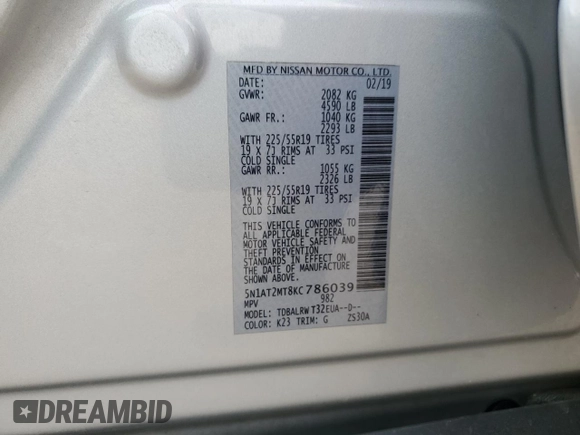 MFD BY NISSAN MOTOR CO., LTD.
DATE: 02/19
GVWR: 2082 KG
4590 LB
GAWR FR.: 1040 KG
2293 LB
WITH 225/55R19 TIRES
19 X 7J RIMS AT 33 PSI
COLD SINGLE
GAWR RR.: 1055 KG
2326 LB
WITH 225/55R19 TIRES
19 X 7J RIMS AT 33 PSI
COLD SINGLE
THIS VEHICLE CONFORMS TO
ALL APPLICABLE FEDERAL
MOTOR VEHICLE SAFETY AND
THEFT PREVENTION
STANDARDS IN EFFECT ON
THE DATE OF MANUFACTURE
SHOWN ABOVE.
5N1AT2MT8KC786039
MPV 982
MODEL: TDBALRW T32EUA--D--
COLOR: K23 TRIM: G ZS30A
DREAMBID